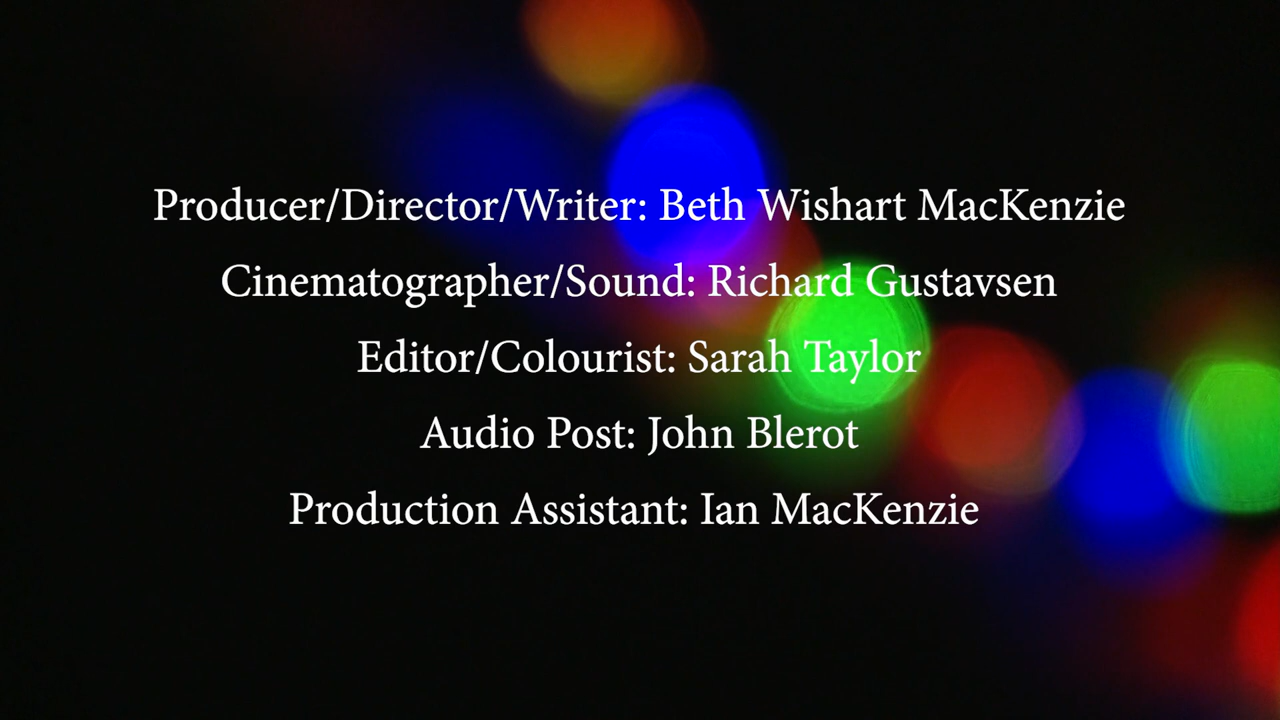 Producer/Director/Writer: Beth Wishart MacKenzie
Cinematographer/Sound: Richard Gustavsen
Editor/Colourist: Sarah Taylor
Audio Post: John Blerot
Production Assistant: Ian MacKenzie